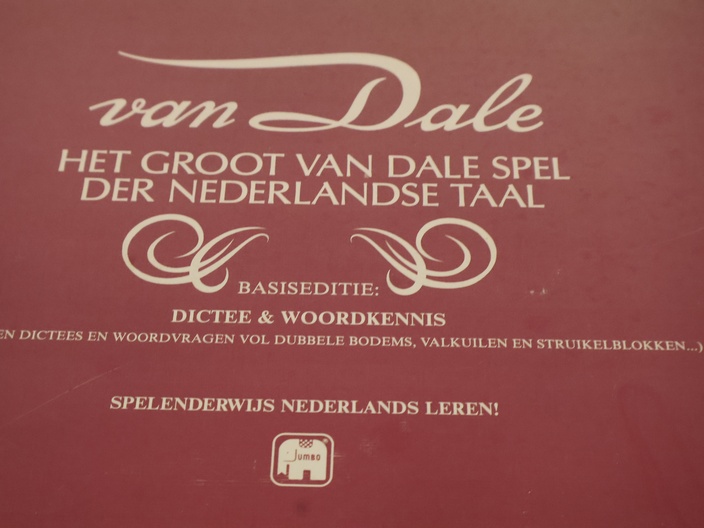 van Dale
HET GROOT VAN DALE SPEL
DER NEDERLANDSE TAAL
BASISEDITIE:
DICTEE & WOORDKENNIS
DICTEES EN WOORDVRAGEN VOL DUBBELE BODEMS, VALKUILEN EN STRUIKELBLOKKEN...)
SPELENDERWIJS NEDERLANDS LEREN!
JUMBO